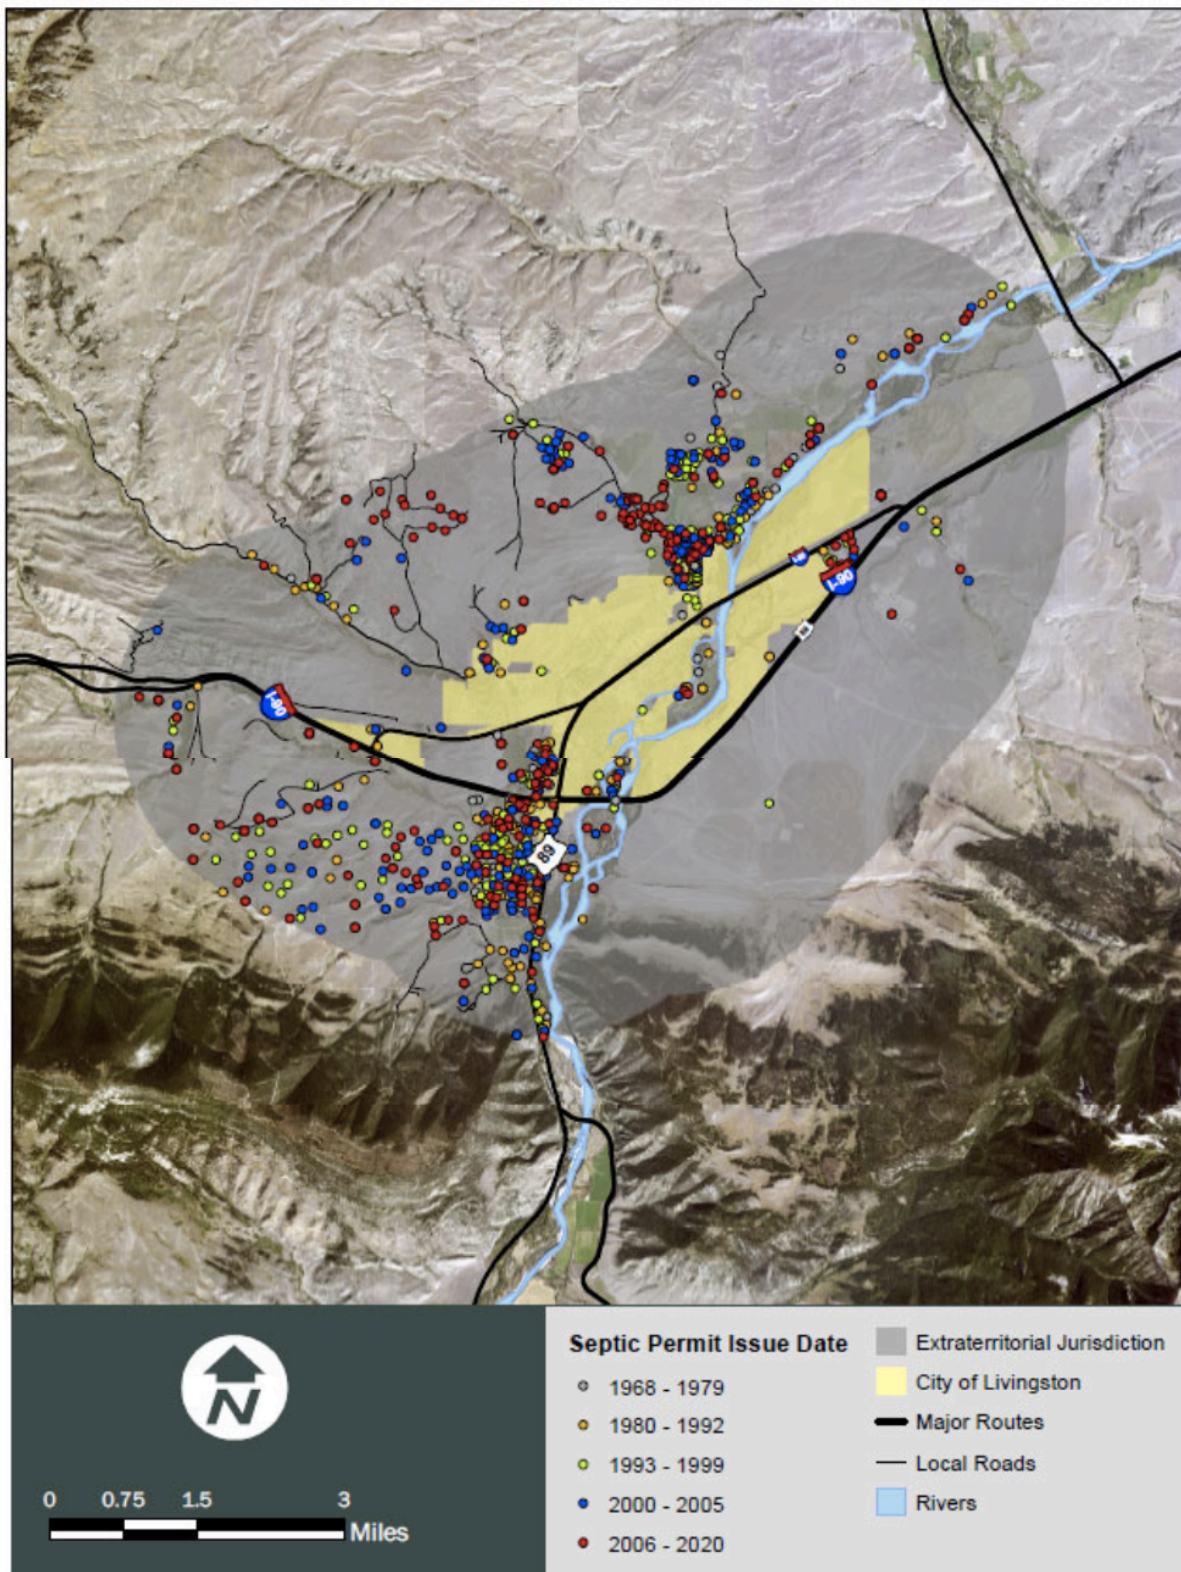 I-90
I-90
89
N
0 0.75 1.5 3
Miles
Septic Permit Issue Date
1968 - 1979
1980 - 1992
1993 - 1999
2000 - 2005
2006 - 2020
Extraterritorial Jurisdiction
City of Livingston
Major Routes
Local Roads
Rivers